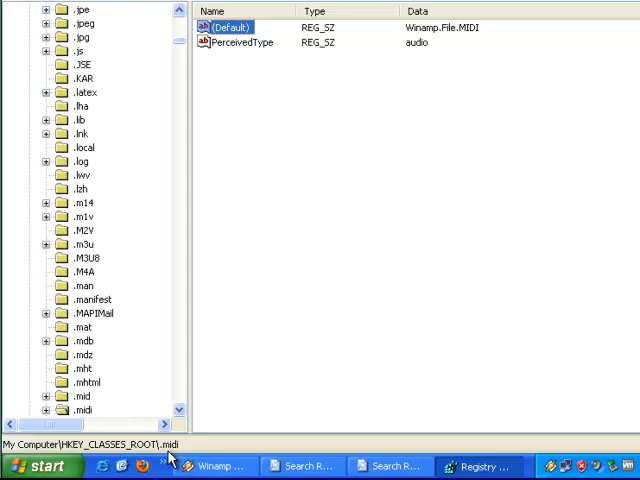 .jpe
.jpeg
.jpg
.js
.JSE
.KAR
.latex
.lha
.lib
.lnk
.local
.log
.lwv
.lzh
.m14
.m1v
.M2V
.m3u
.M3U8
.M4A
.man
.manifest
.MAPIMail
.mat
.mdb
.mdz
.mht
.mhtml
.mid
.midi
Name Type Data
(Default) REG_SZ Winamp.File.MIDI
PerceivedType REG_SZ audio
My Computer\HKEY_CLASSES_ROOT\.midi
start Winamp ... Search R... Search R... Registry ...